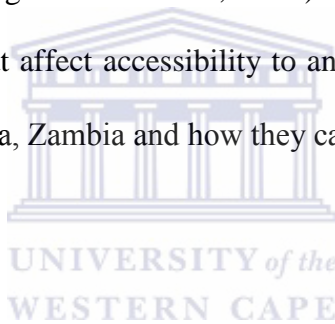 t affect accessibility to an
a, Zambia and how they ca
UNIVERSITY of the
WESTERN CAPE